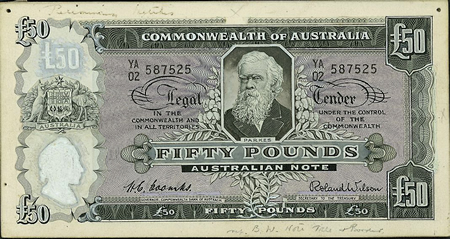 £50
£50
COMMONWEALTH OF AUSTRALIA
YA
02 587525
YA
02 587525
Legal
Tender
IN THE
COMMONWEALTH AND
IN ALL TERRITORIES
UNDER THE CONTROL
OF THE
COMMONWEALTH
AUSTRALIA
PARKES
FIFTY POUNDS
AUSTRALIAN NOTE
H.C. Coombs
Roland Wilson
GOVERNOR, COMMONWEALTH BANK OF AUSTRALIA
SECRETARY TO THE TREASURY
£50
£50
FIFTY POUNDS
£50
£50